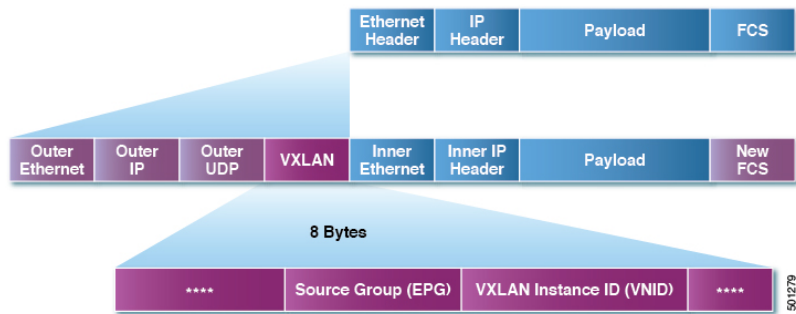 Ethernet Header
IP Header
Payload
FCS
Outer Ethernet
Outer IP
Outer UDP
VXLAN
Inner Ethernet
Inner IP Header
Payload
New FCS
8 Bytes
****
Source Group (EPG)
VXLAN Instance ID (VNID)
****
501279